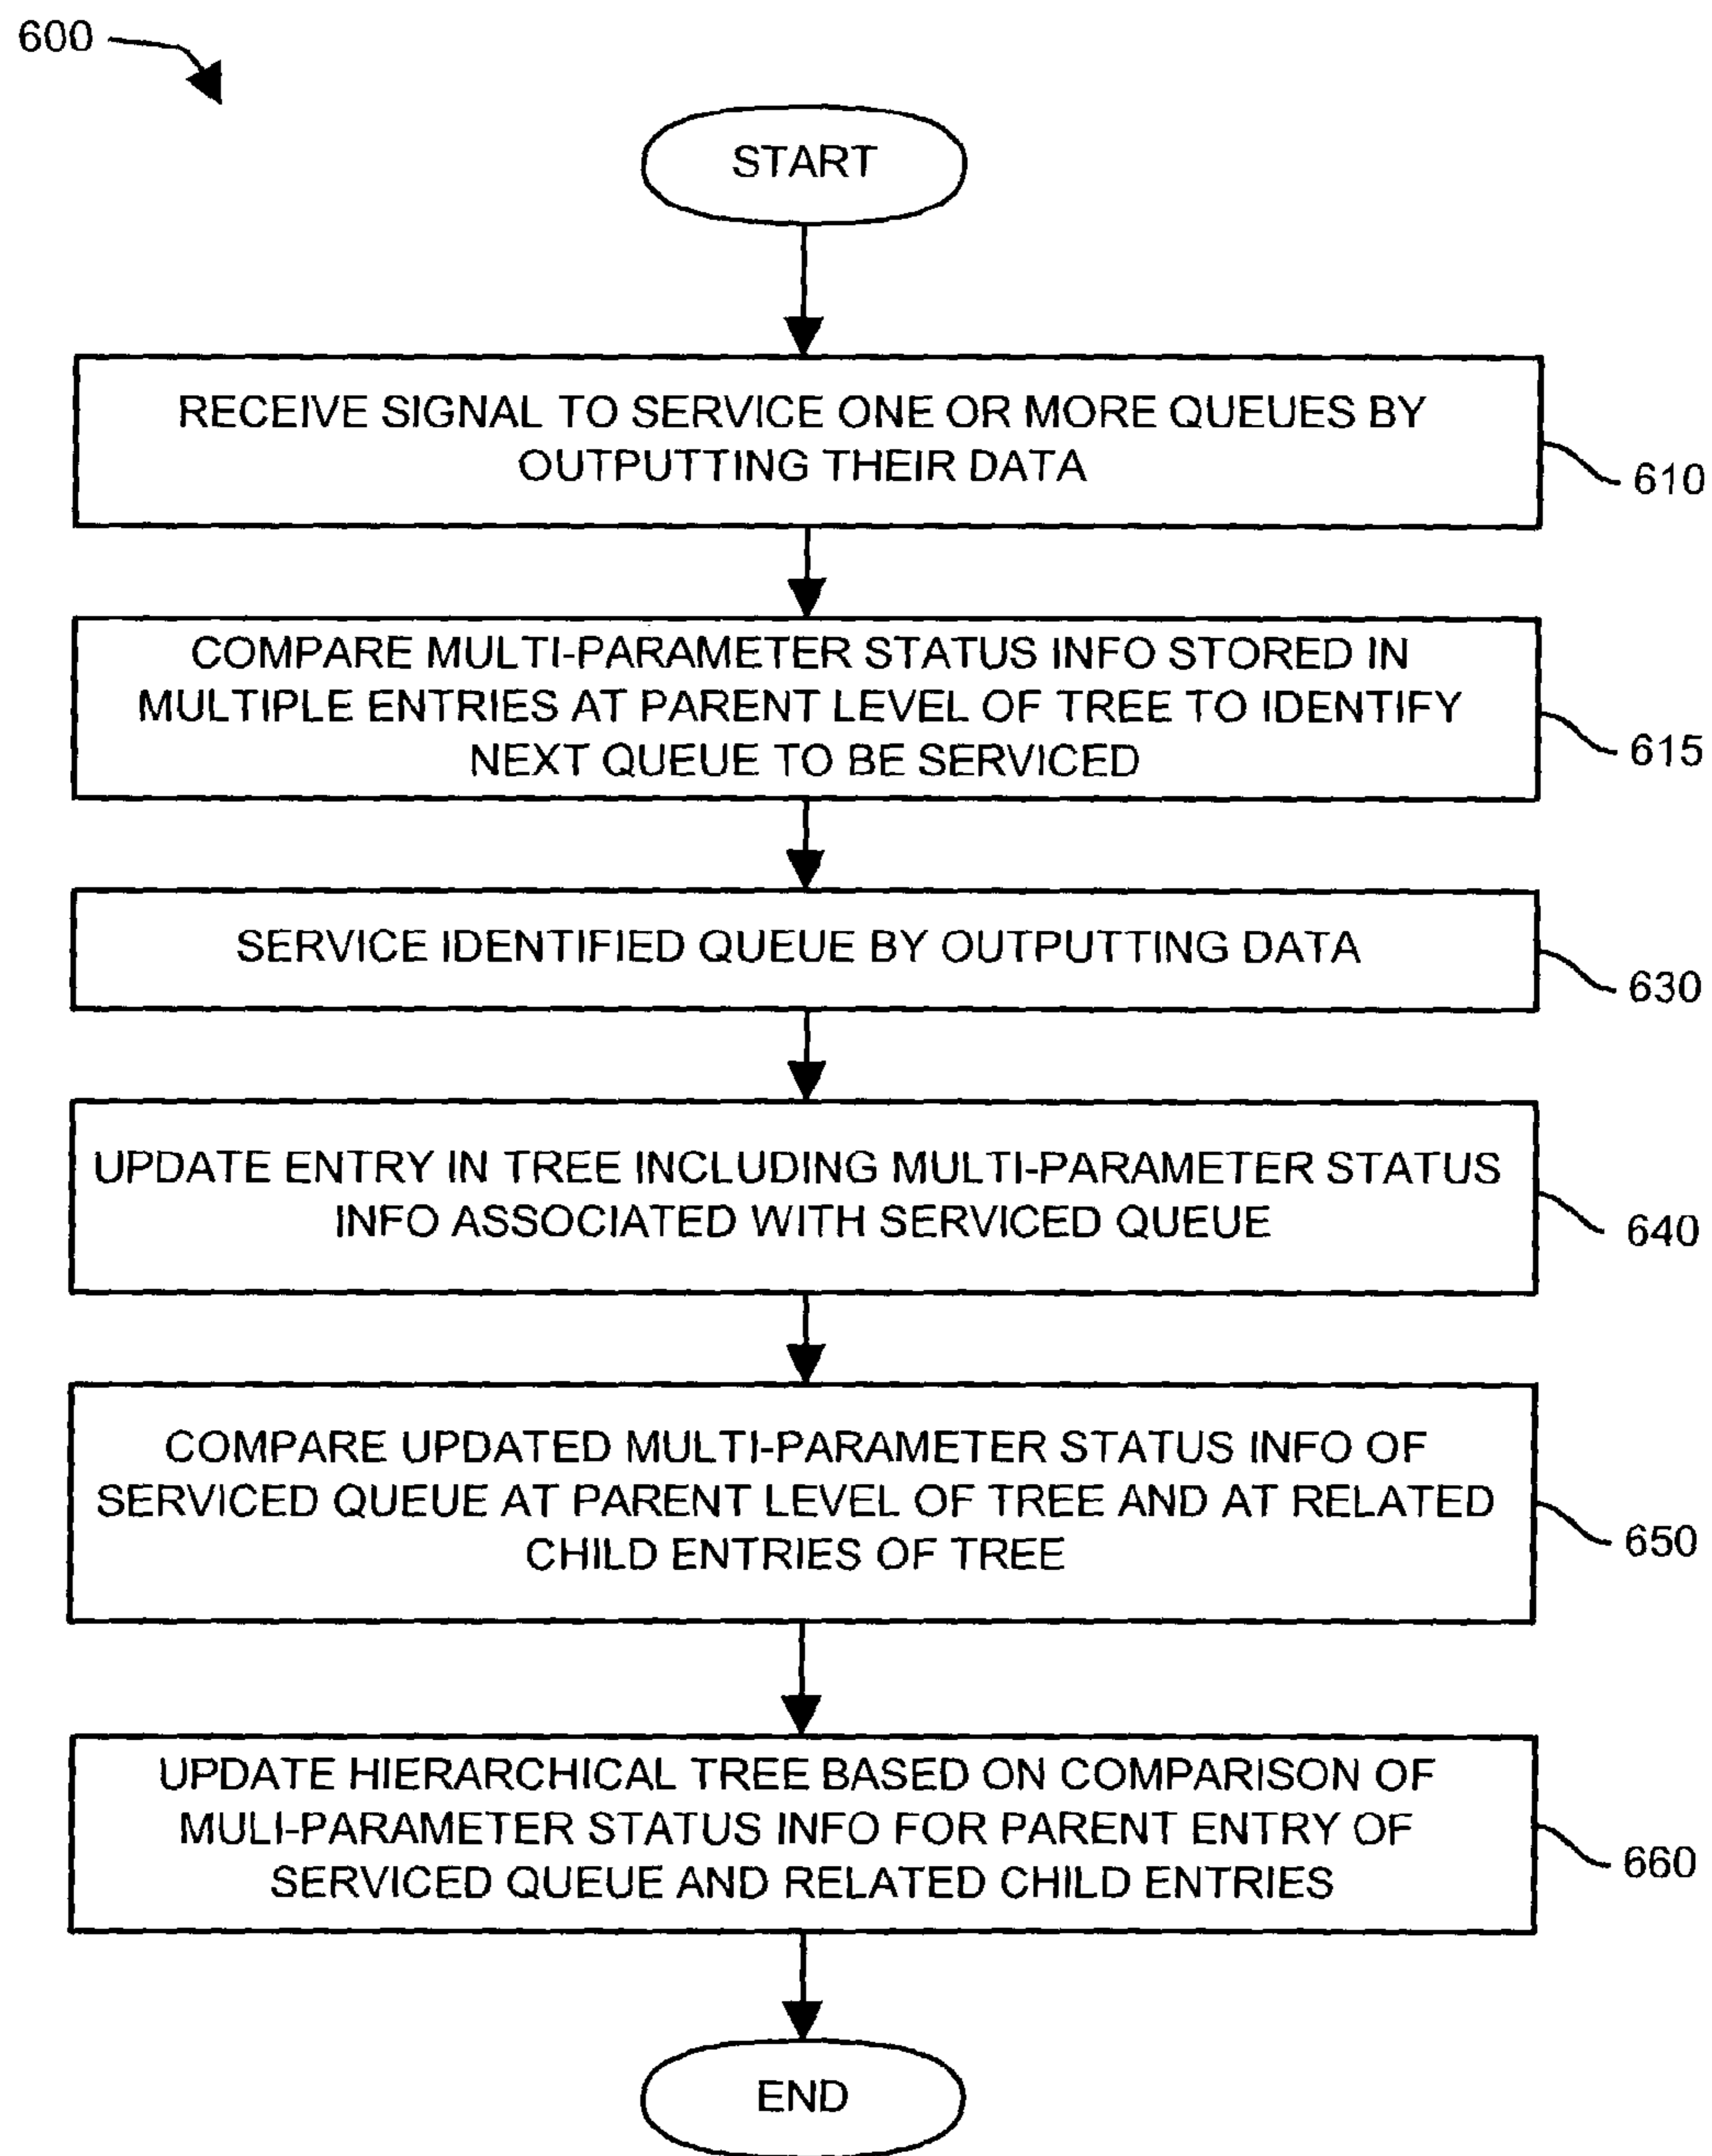 600
START
RECEIVE SIGNAL TO SERVICE ONE OR MORE QUEUES BY
OUTPUTTING THEIR DATA
610
COMPARE MULTI-PARAMETER STATUS INFO STORED IN
MULTIPLE ENTRIES AT PARENT LEVEL OF TREE TO IDENTIFY
NEXT QUEUE TO BE SERVICED
615
SERVICE IDENTIFIED QUEUE BY OUTPUTTING DATA
630
UPDATE ENTRY IN TREE INCLUDING MULTI-PARAMETER STATUS
INFO ASSOCIATED WITH SERVICED QUEUE
640
COMPARE UPDATED MULTI-PARAMETER STATUS INFO OF
SERVICED QUEUE AT PARENT LEVEL OF TREE AND AT RELATED
CHILD ENTRIES OF TREE
650
UPDATE HIERARCHICAL TREE BASED ON COMPARISON OF
MULI-PARAMETER STATUS INFO FOR PARENT ENTRY OF
SERVICED QUEUE AND RELATED CHILD ENTRIES
660
END